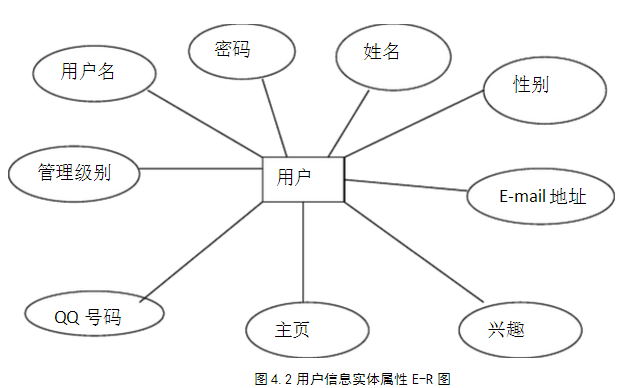 密码
姓名
用户名
性别
管理级别
用户
E-mail 地址
QQ 号码
主页
兴趣
图 4.2 用户信息实体属性 E-R 图